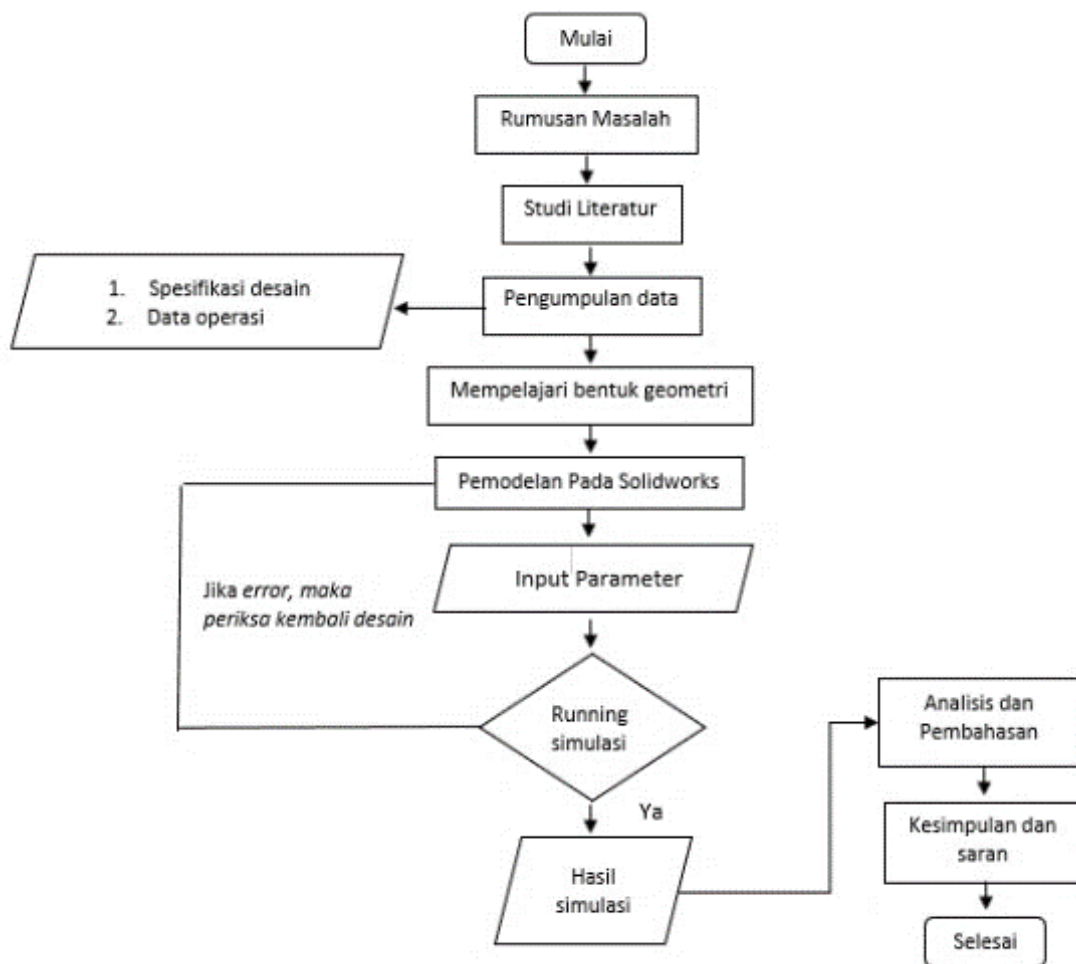 Mulai
Rumusan Masalah
Studi Literatur
Pengumpulan data
1. Spesifikasi desain
2. Data operasi
Mempelajari bentuk geometri
Pemodelan Pada Solidworks
Input Parameter
Jika error, maka
periksa kembali desain
Running
simulasi
Ya
Hasil
simulasi
Analisis dan
Pembahasan
Kesimpulan dan
saran
Selesai